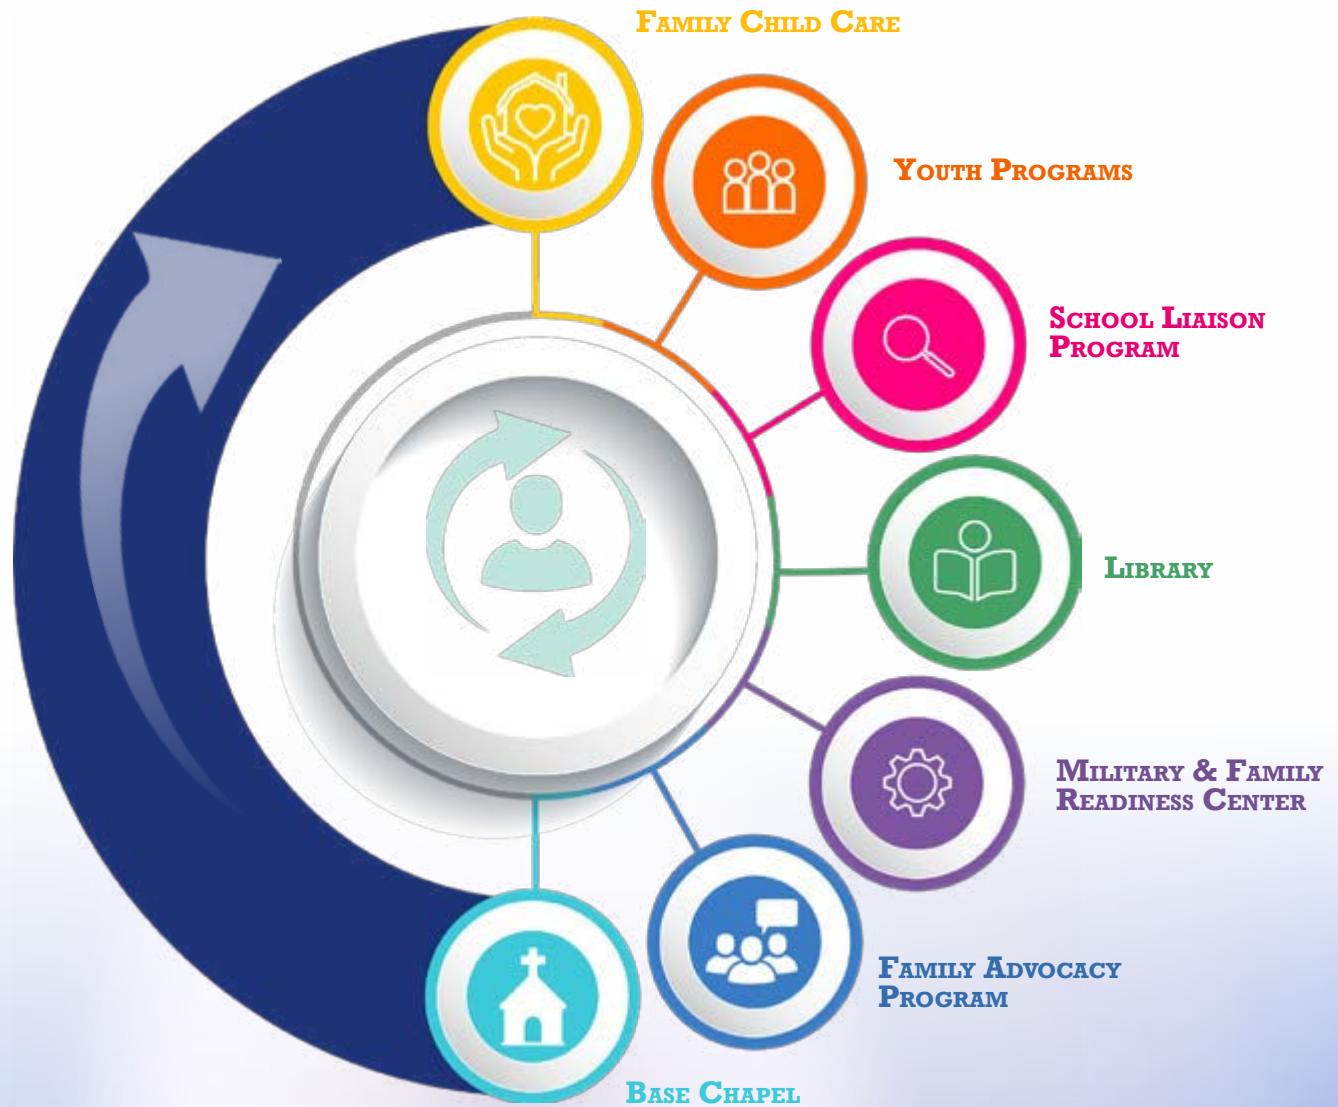 Family Child Care
Youth Programs
School Liaison
Program
Library
Military & Family
Readiness Center
Family Advocacy
Program
Base Chapel